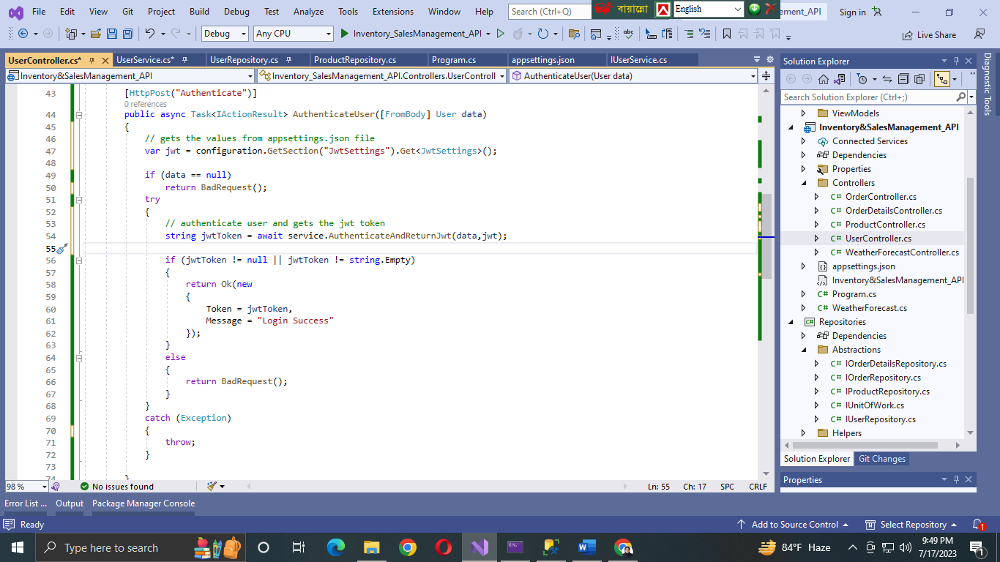 File Edit View Git Project Build Debug Test Analyze Tools Extensions Window Help Search (Ctrl+Q) বায়ান্নো English ement_API Sign in
Debug Any CPU Inventory_SalesManagement_API Live Share
UserController.cs* UserService.cs* UserRepository.cs ProductRepository.cs Program.cs appsettings.json IUserService.cs
Inventory&SalesManagement_API Inventory_SalesManagement_API.Controllers.UserControll AuthenticateUser(User data)
43 [HttpPost("Authenticate")]
0 references
44 public async Task<IActionResult> AuthenticateUser([FromBody] User data)
45 {
46 // gets the values from appsettings.json file
47 var jwt = configuration.GetSection("JwtSettings").Get<JwtSettings>();
48
49 if (data == null)
50 return BadRequest();
51 try
52 {
53 // authenticate user and gets the jwt token
54 string jwtToken = await service.AuthenticateAndReturnJwt(data,jwt);
55
56 if (jwtToken != null || jwtToken != string.Empty)
57 {
58 return Ok(new
59 {
60 Token = jwtToken,
61 Message = "Login Success"
62 });
63 }
64 else
65 {
66 return BadRequest();
67 }
68 }
69 catch (Exception)
70 {
71 throw;
72 }
73
74 }
98 % No issues found Ln: 55 Ch: 17 SPC CRLF
Solution Explorer
Search Solution Explorer (Ctrl+;)
ViewModels
Inventory&SalesManagement_API
Connected Services
Dependencies
Properties
Controllers
C# OrderController.cs
C# OrderDetailsController.cs
C# ProductController.cs
C# UserController.cs
C# WeatherForecastController.cs
appsettings.json
Inventory&SalesManagement_API
C# Program.cs
C# WeatherForecast.cs
C# Repositories
Dependencies
Abstractions
C# IOrderDetailsRepository.cs
C# IOrderRepository.cs
C# IProductRepository.cs
C# IUnitOfWork.cs
C# IUserRepository.cs
Helpers
Solution Explorer Git Changes
Properties
Diagnostic Tools
Error List ... Output Package Manager Console
Ready Add to Source Control Select Repository 1
Type here to search 84°F Haze 9:49 PM
7/17/2023 1